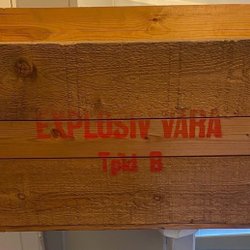 EXPLOSIV VARA
Tpkl B